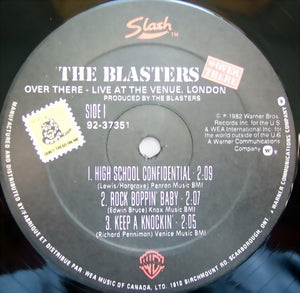 Slash
THE BLASTERS
OVER THERE
OVER THERE - LIVE AT THE VENUE, LONDON
PRODUCED BY THE BLASTERS
SIDE 1
92-37351
℗ © 1982 Warner Bros.
Records Inc. for the U.S.
& WEA International Inc. for
the world outside of the U.S.
A Warner Communications
Company
1. HIGH SCHOOL CONFIDENTIAL · 2:09
(Lewis/Hargrave) Penron Music BMI
2. ROCK BOPPIN' BABY · 2:07
(Edwin Bruce) Knox Music BMI
3. KEEP A KNOCKIN' · 2:05
(Richard Penniman) Venice Music BMI
MANUFACTURED AND DISTRIBUTED BY/FABRIQUE ET DISTRIBUE PAR: WEA MUSIC OF CANADA, LTD. 1810 BIRCHMOUNT RD. SCARBOROUGH, ONT.
A WARNER COMMUNICATIONS COMPANY